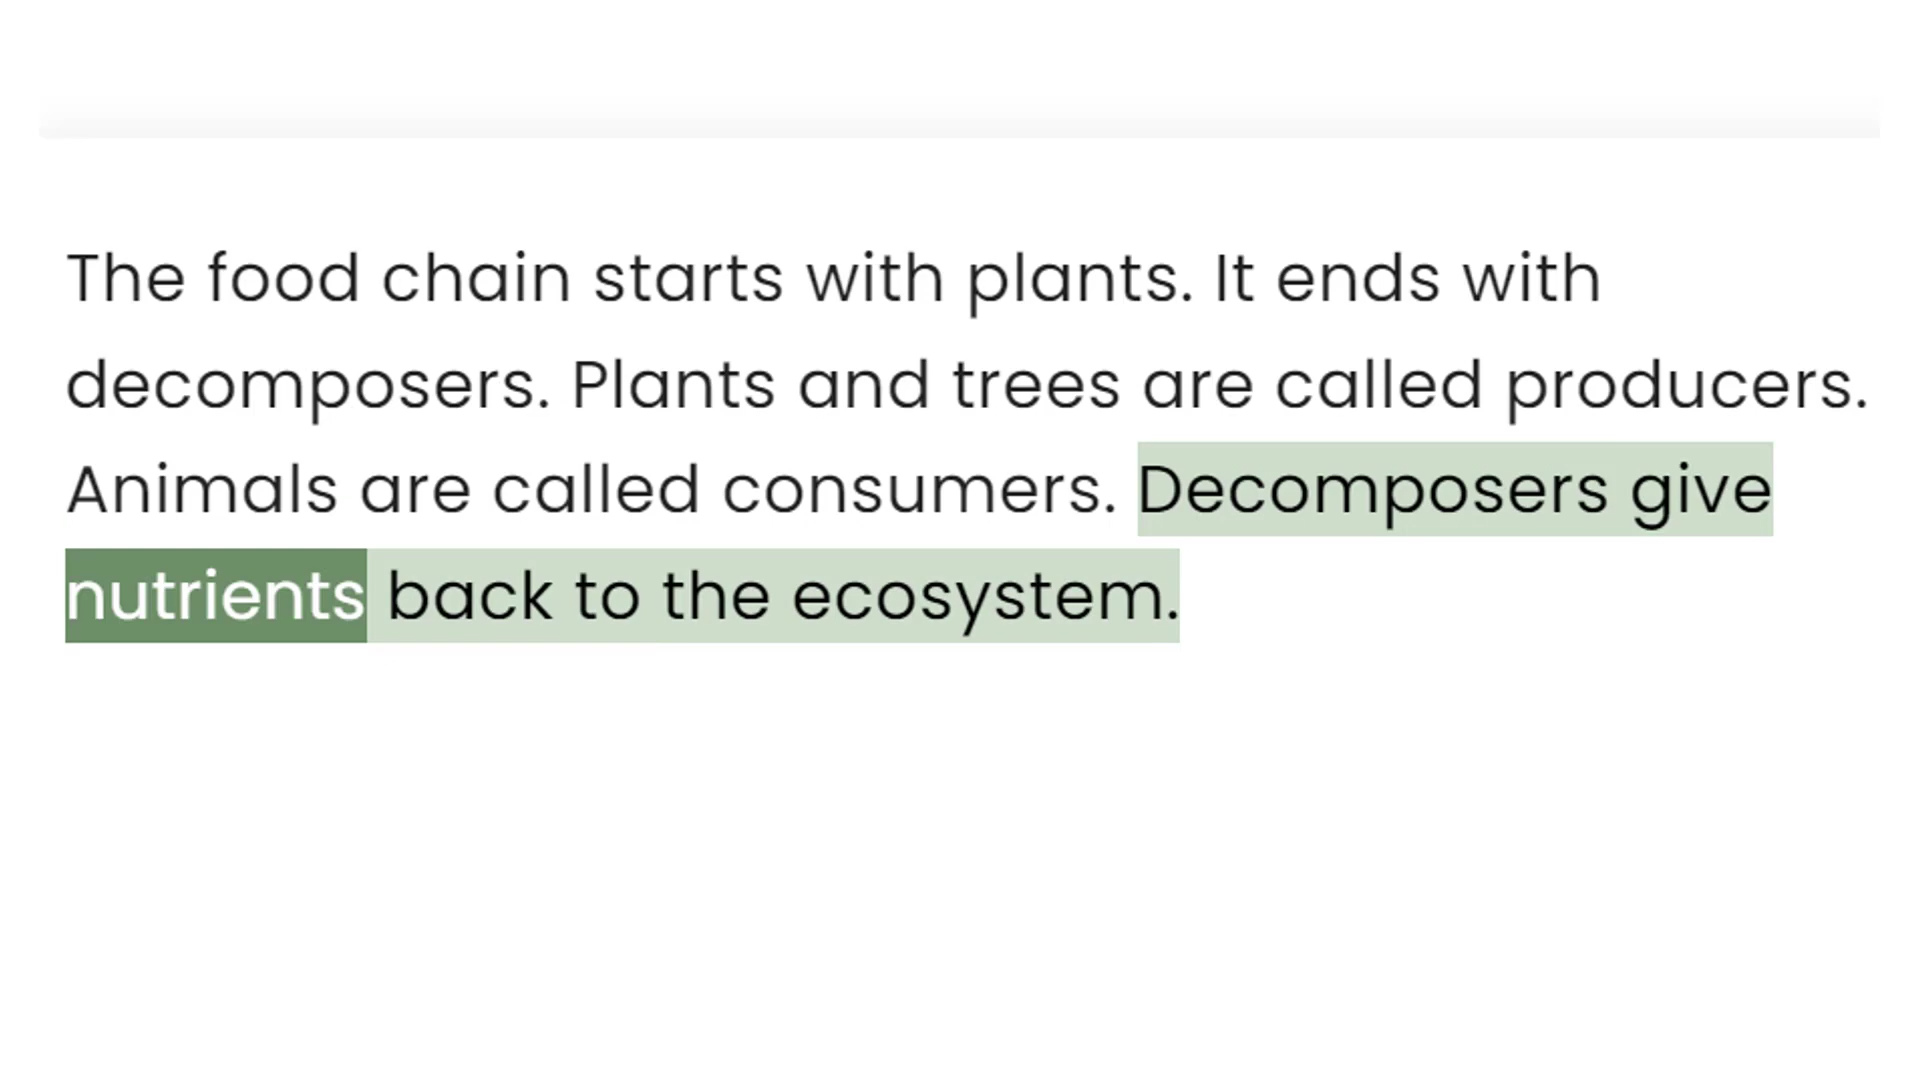 The food chain starts with plants. It ends with
decomposers. Plants and trees are called producers.
Animals are called consumers. Decomposers give
nutrients back to the ecosystem.